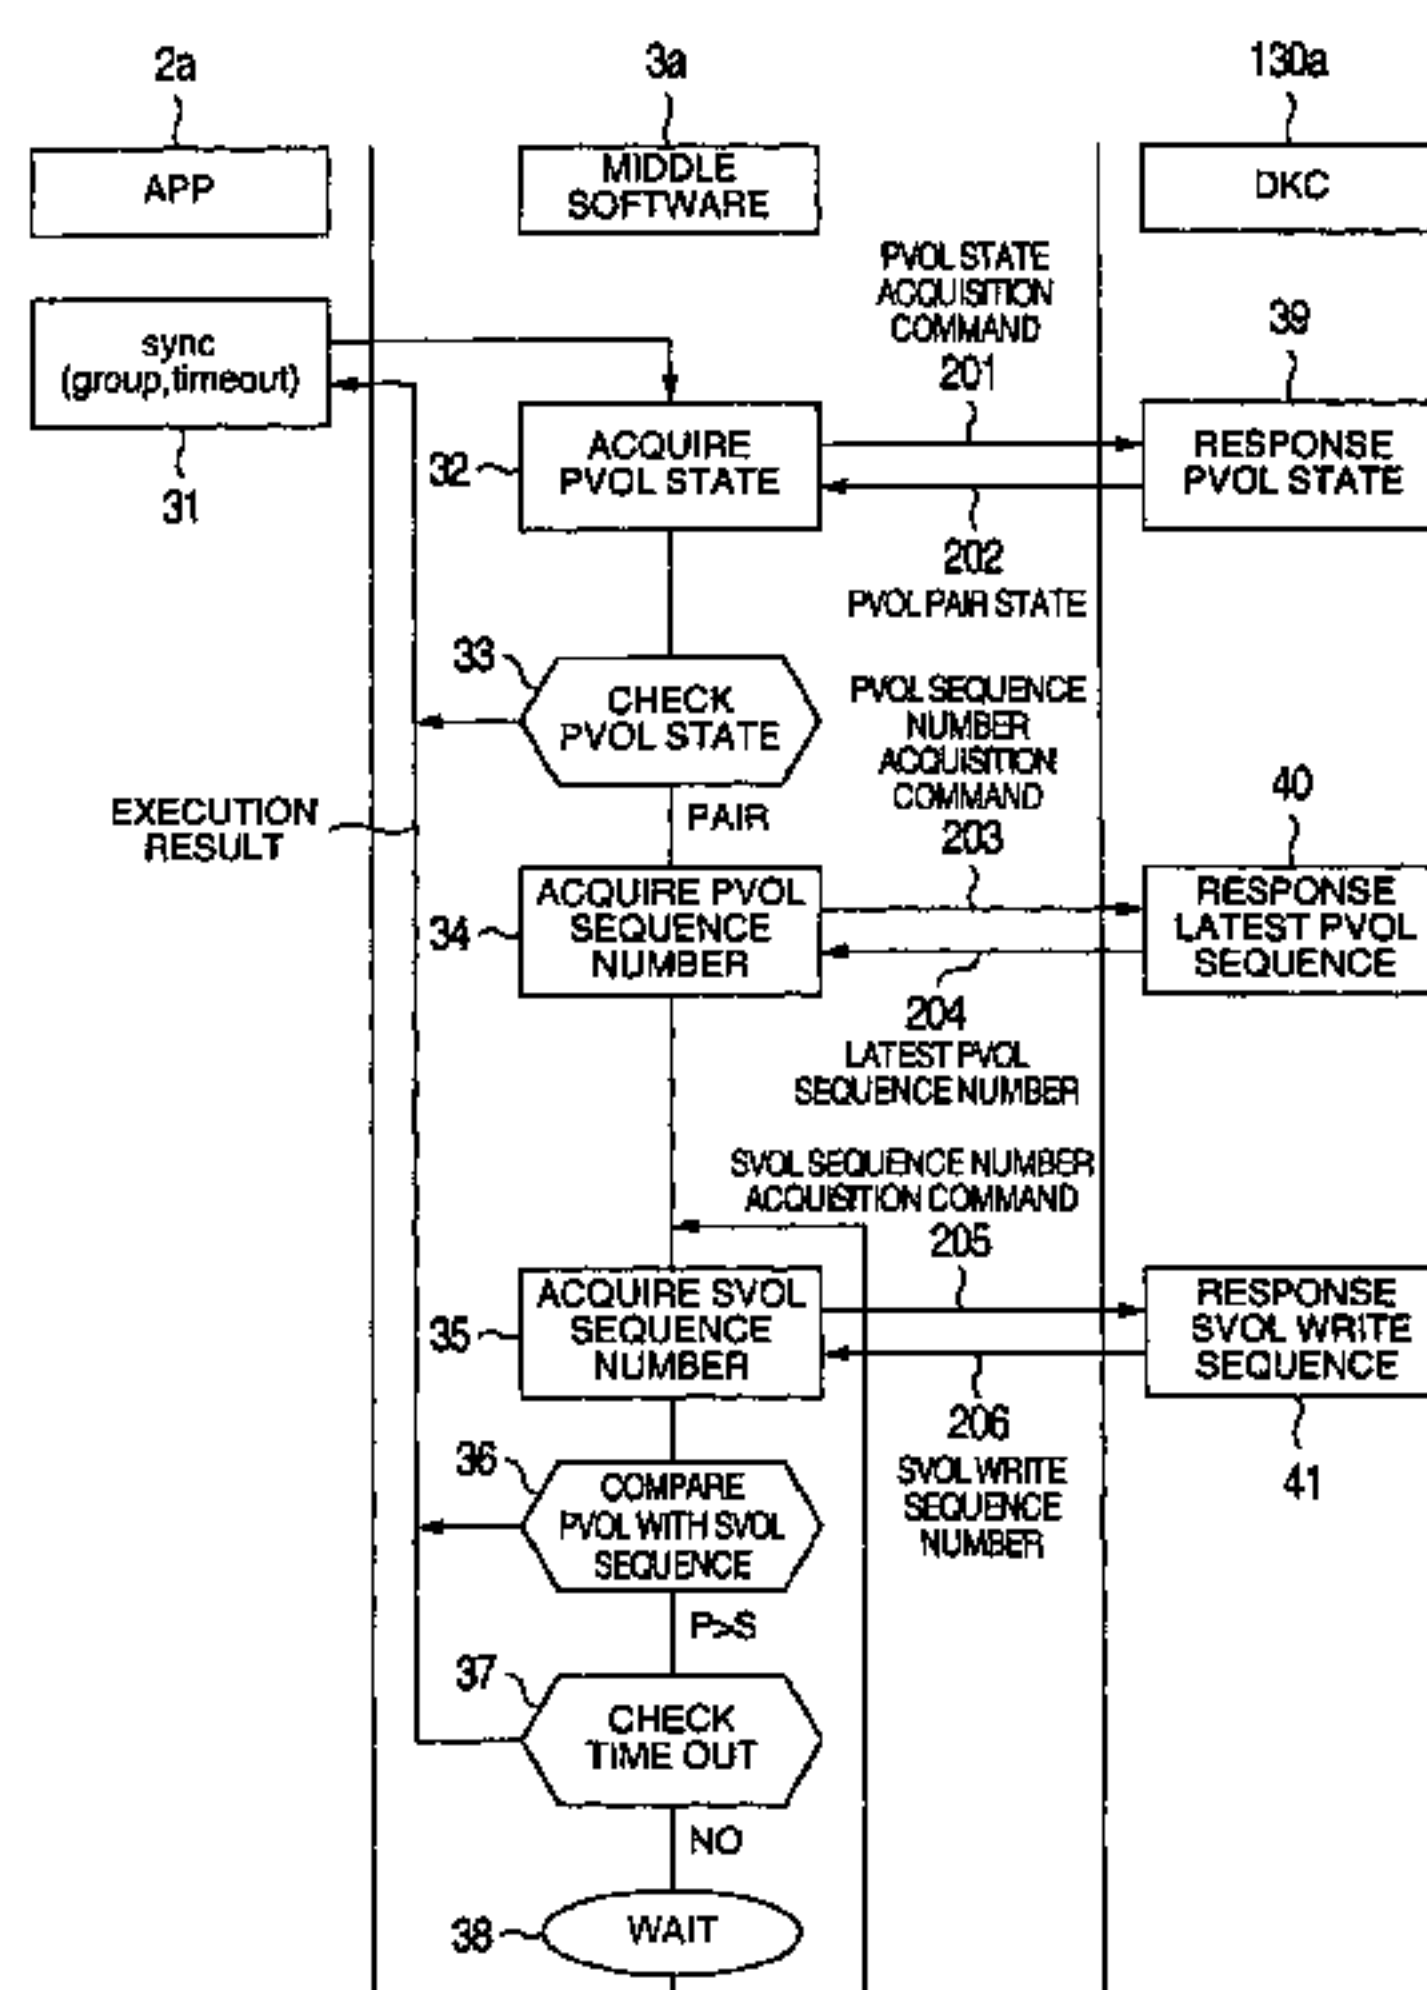 2a
3a
130a
APP
MIDDLE
SOFTWARE
DKC
PVOL STATE
ACQUISITION
COMMAND
201
39
sync
(group,timeout)
31
32
ACQUIRE
PVOL STATE
RESPONSE
PVOL STATE
202
PVOL PAIR STATE
33
CHECK
PVOL STATE
PVOL SEQUENCE
NUMBER
ACQUISITION
COMMAND
203
40
EXECUTION
RESULT
PAIR
34
ACQUIRE PVOL
SEQUENCE
NUMBER
RESPONSE
LATEST PVOL
SEQUENCE
204
LATEST PVOL
SEQUENCE NUMBER
SVOL SEQUENCE NUMBER
ACQUISITION COMMAND
205
35
ACQUIRE SVOL
SEQUENCE
NUMBER
RESPONSE
SVOL WRITE
SEQUENCE
206
SVOL WRITE
SEQUENCE
NUMBER
41
36
COMPARE
PVOL WITH SVOL
SEQUENCE
P>S
37
CHECK
TIME OUT
NO
38
WAIT